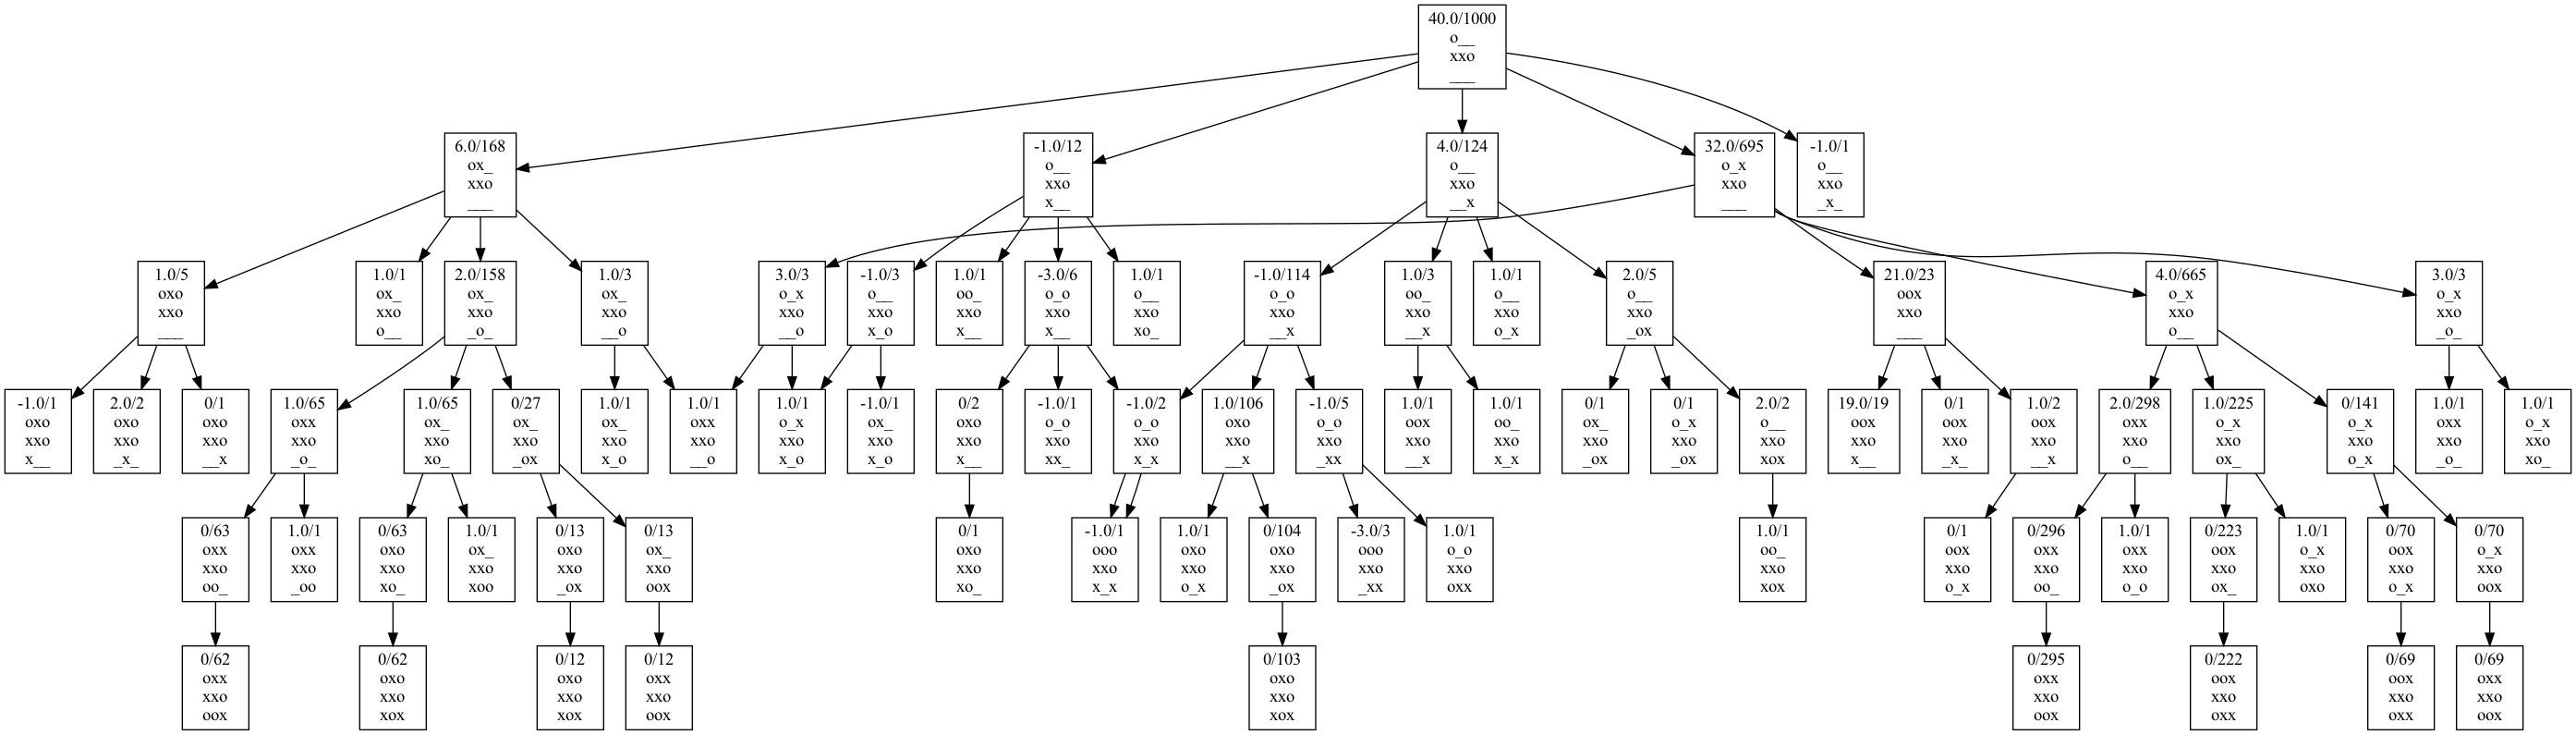 40.0/1000
o__
xxo
___
6.0/168
ox_
xxo
___
-1.0/12
o__
xxo
x__
4.0/124
o__
xxo
__x
32.0/695
o_x
xxo
___
-1.0/1
o__
xxo
_x_
1.0/5
oxo
xxo
___
1.0/1
ox_
xxo
o__
2.0/158
ox_
xxo
_o_
1.0/3
ox_
xxo
__o
3.0/3
o_x
xxo
__o
-1.0/3
o__
xxo
x_o
1.0/1
oo_
xxo
x__
-3.0/6
o_o
xxo
x__
1.0/1
o__
xxo
xo_
-1.0/114
o_o
xxo
__x
1.0/3
oo_
xxo
__x
1.0/1
o__
xxo
o_x
2.0/5
o__
xxo
_ox
21.0/23
oox
xxo
___
4.0/665
o_x
xxo
o__
3.0/3
o_x
xxo
_o_
-1.0/1
oxo
xxo
x__
2.0/2
oxo
xxo
_x_
0/1
oxo
xxo
__x
1.0/65
oxx
xxo
_o_
1.0/65
ox_
xxo
xo_
0/27
ox_
xxo
_ox
1.0/1
ox_
xxo
x_o
1.0/1
oxx
xxo
__o
1.0/1
o_x
xxo
x_o
-1.0/1
ox_
xxo
x_o
0/2
oxo
xxo
x__
-1.0/1
o_o
xxo
xx_
-1.0/2
o_o
xxo
x_x
1.0/106
oxo
xxo
__x
-1.0/5
o_o
xxo
_xx
1.0/1
oox
xxo
__x
1.0/1
oo_
xxo
x_x
0/1
ox_
xxo
_ox
0/1
o_x
xxo
_ox
2.0/2
o__
xxo
xox
19.0/19
oox
xxo
x__
0/1
oox
xxo
_x_
1.0/2
oox
xxo
__x
2.0/298
oxx
xxo
o__
1.0/225
o_x
xxo
ox_
0/141
o_x
xxo
o_x
1.0/1
oxx
xxo
_o_
1.0/1
o_x
xxo
xo_
0/63
oxx
xxo
oo_
1.0/1
oxx
xxo
_oo
0/63
oxo
xxo
xo_
1.0/1
ox_
xxo
xoo
0/13
oxo
xxo
_ox
0/13
ox_
xxo
oox
0/1
oxo
xxo
xo_
-1.0/1
ooo
xxo
x_x
1.0/1
oxo
xxo
o_x
0/104
oxo
xxo
_ox
-3.0/3
ooo
xxo
_xx
1.0/1
o_o
xxo
oxx
1.0/1
oo_
xxo
xox
0/1
oox
xxo
o_x
0/296
oxx
xxo
oo_
1.0/1
oxx
xxo
o_o
0/223
oox
xxo
ox_
1.0/1
o_x
xxo
oxo
0/70
oox
xxo
o_x
0/70
o_x
xxo
oox
0/62
oxx
xxo
oox
0/62
oxo
xxo
xox
0/12
oxo
xxo
xox
0/12
oxx
xxo
oox
0/103
oxo
xxo
xox
0/295
oxx
xxo
oox
0/222
oox
xxo
oxx
0/69
oox
xxo
oxx
0/69
oxx
xxo
oox